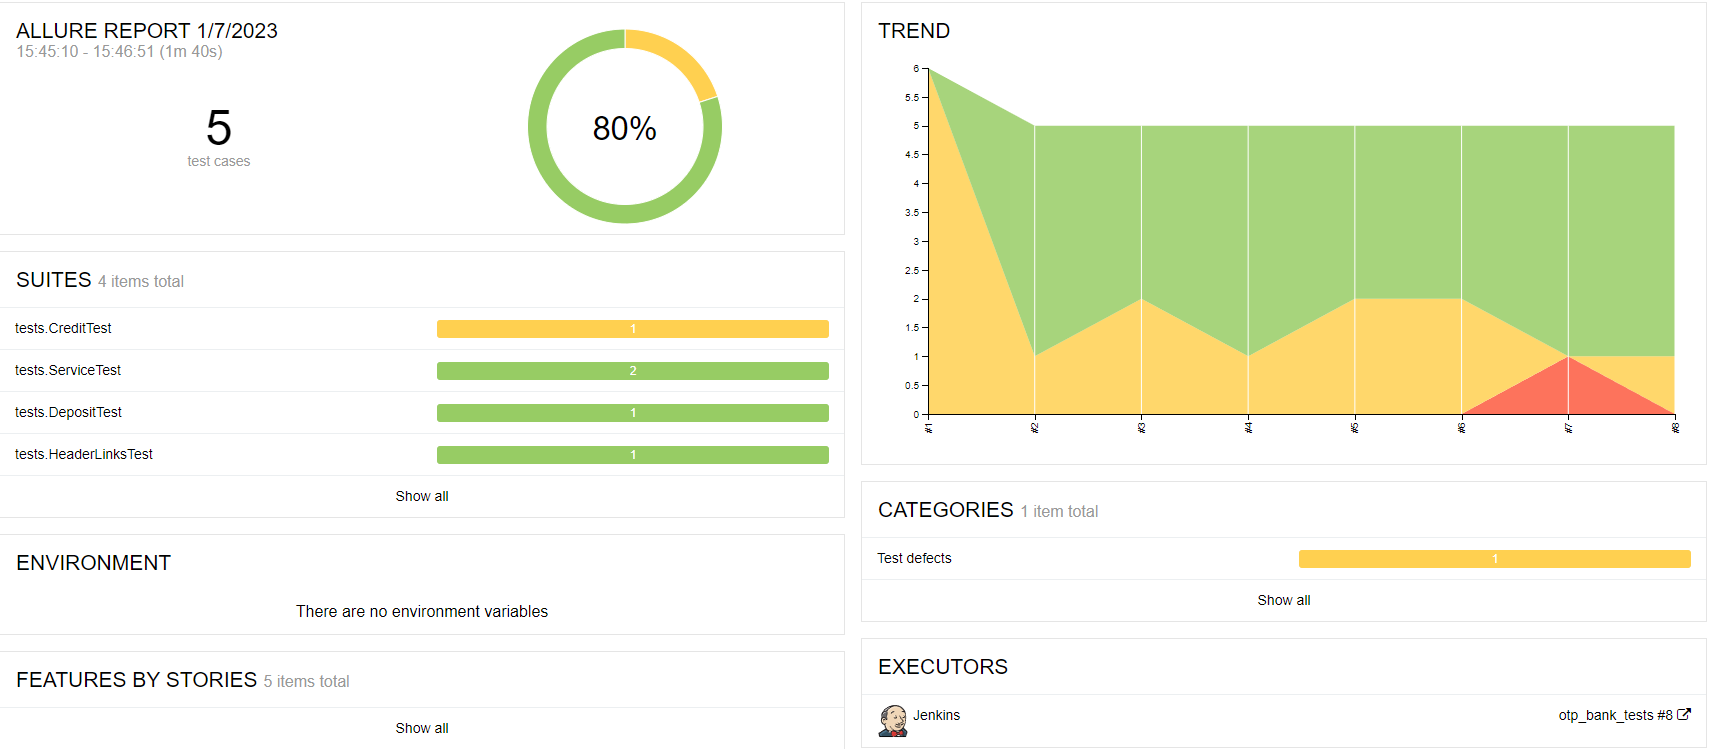 ALLURE REPORT 1/7/2023
15:45:10 - 15:46:51 (1m 40s)
5
test cases
80%
SUITES 4 items total
tests.CreditTest 1
tests.ServiceTest 2
tests.DepositTest 1
tests.HeaderLinksTest 1
Show all
ENVIRONMENT
There are no environment variables
FEATURES BY STORIES 5 items total
Show all
TREND
6
5.5
5
4.5
4
3.5
3
2.5
2
1.5
1
0.5
0
#1 #2 #3 #4 #5 #6 #7 #8
CATEGORIES 1 item total
Test defects 1
Show all
EXECUTORS
Jenkins otp_bank_tests #8